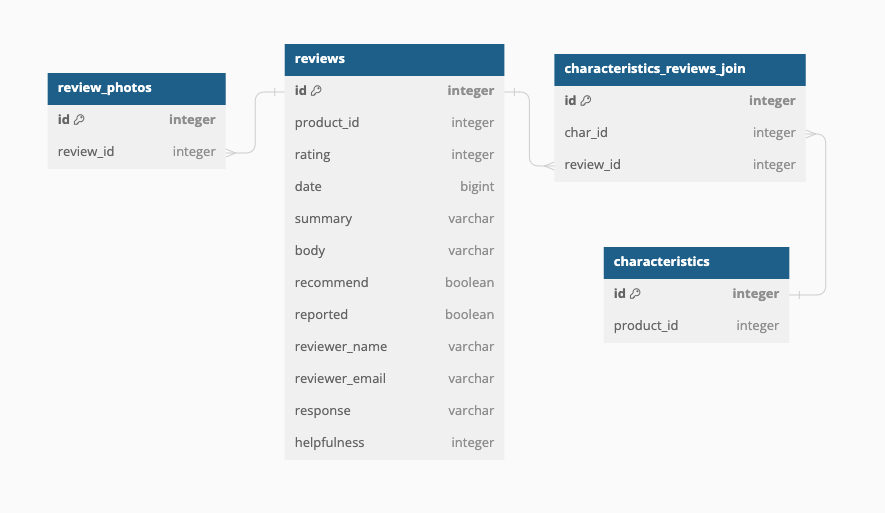 review_photos
id integer
review_id integer
reviews
id integer
product_id integer
rating integer
date bigint
summary varchar
body varchar
recommend boolean
reported boolean
reviewer_name varchar
reviewer_email varchar
response varchar
helpfulness integer
characteristics_reviews_join
id integer
char_id integer
review_id integer
characteristics
id integer
product_id integer